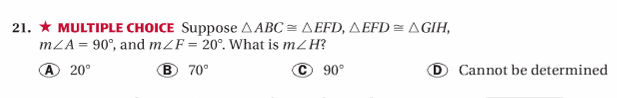 21. ★ MULTIPLE CHOICE Suppose △ABC ≅ △EFD, △EFD ≅ △GIH,
m∠A = 90°, and m∠F = 20°. What is m∠H?
Ⓐ 20° Ⓑ 70° Ⓒ 90° Ⓓ Cannot be determined